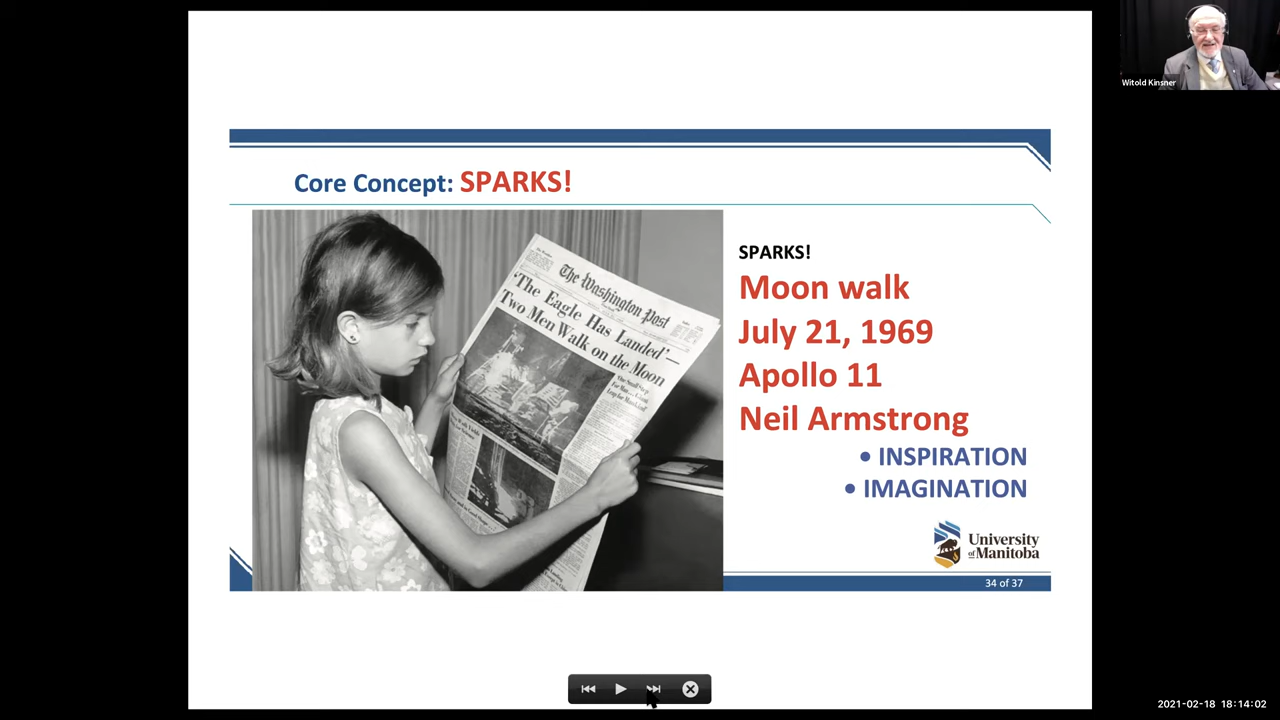 Witold Kinsner
Core Concept: SPARKS!
The Washington Post
'The Eagle Has Landed'—
Two Men Walk on the Moon
SPARKS!
Moon walk
July 21, 1969
Apollo 11
Neil Armstrong
• INSPIRATION
• IMAGINATION
University
of Manitoba
34 of 37
2021-02-18 18:14:02